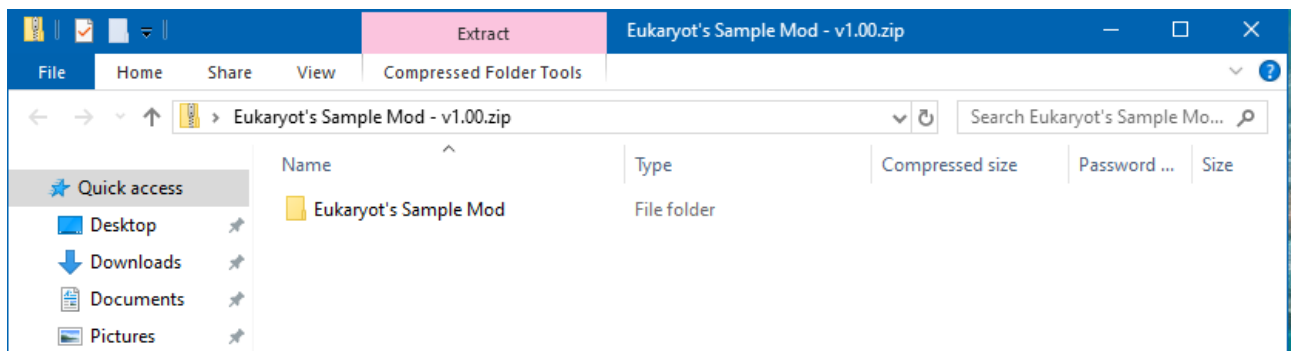 Extract Eukaryot's Sample Mod - v1.00.zip
File Home Share View Compressed Folder Tools ?
Eukaryot's Sample Mod - v1.00.zip Search Eukaryot's Sample Mo...
Name Type Compressed size Password ... Size
Quick access
Eukaryot's Sample Mod File folder
Desktop
Downloads
Documents
Pictures